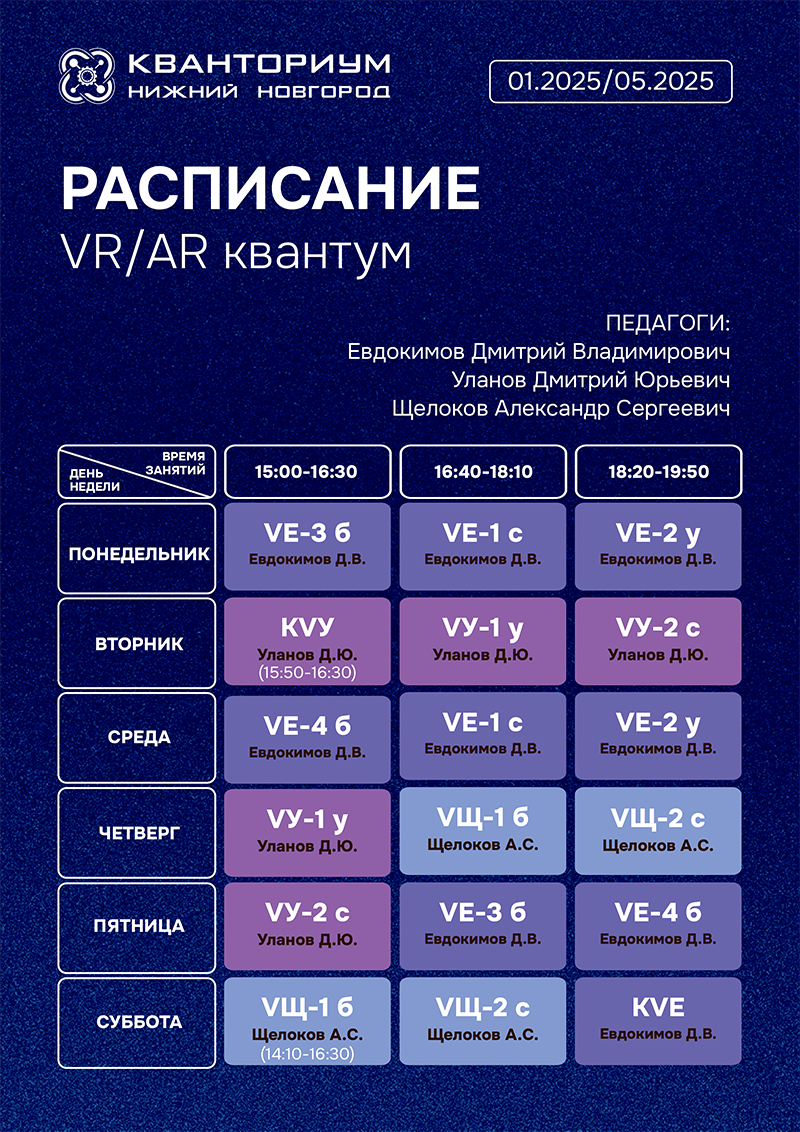 КВАНТОРИУМ
НИЖНИЙ НОВГОРОД
01.2025/05.2025
РАСПИСАНИЕ
VR/AR квантум
ПЕДАГОГИ:
Евдокимов Дмитрий Владимирович
Уланов Дмитрий Юрьевич
Щелоков Александр Сергеевич
ВРЕМЯ
ЗАНЯТИЙ
ДЕНЬ
НЕДЕЛИ
15:00-16:30
16:40-18:10
18:20-19:50
ПОНЕДЕЛЬНИК
VE-3 б
Евдокимов Д.В.
VE-1 с
Евдокимов Д.В.
VE-2 у
Евдокимов Д.В.
ВТОРНИК
KVУ
Уланов Д.Ю.
(15:50-16:30)
VУ-1 у
Уланов Д.Ю.
VУ-2 с
Уланов Д.Ю.
СРЕДА
VE-4 б
Евдокимов Д.В.
VE-1 с
Евдокимов Д.В.
VE-2 у
Евдокимов Д.В.
ЧЕТВЕРГ
VУ-1 у
Уланов Д.Ю.
VЩ-1 б
Щелоков А.С.
VЩ-2 с
Щелоков А.С.
ПЯТНИЦА
VУ-2 с
Уланов Д.Ю.
VE-3 б
Евдокимов Д.В.
VE-4 б
Евдокимов Д.В.
СУББОТА
VЩ-1 б
Щелоков А.С.
(14:10-16:30)
VЩ-2 с
Щелоков А.С.
KVE
Евдокимов Д.В.